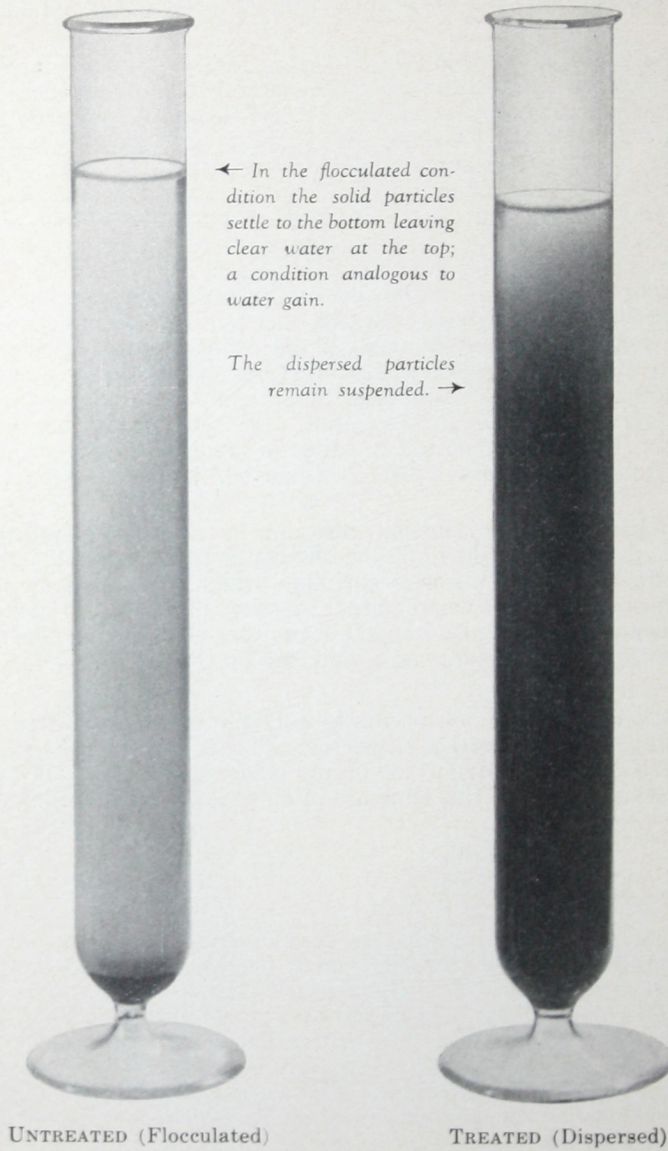 ← In the flocculated con-
dition the solid particles
settle to the bottom leaving
clear water at the top;
a condition analogous to
water gain.
The dispersed particles
remain suspended. →
UNTREATED (Flocculated)
TREATED (Dispersed)